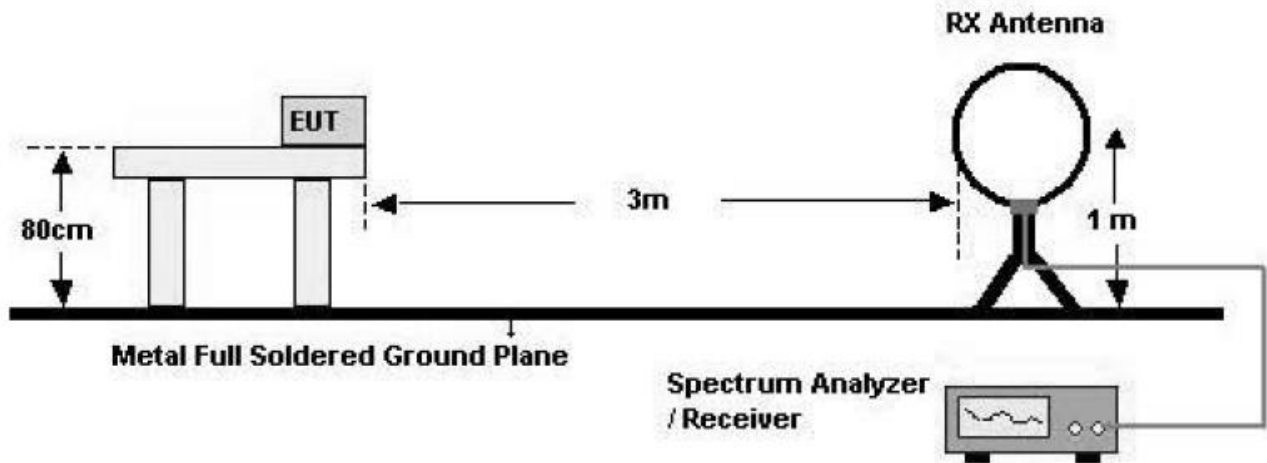 RX Antenna
EUT
3m
80cm
1 m
Metal Full Soldered Ground Plane
Spectrum Analyzer
/ Receiver